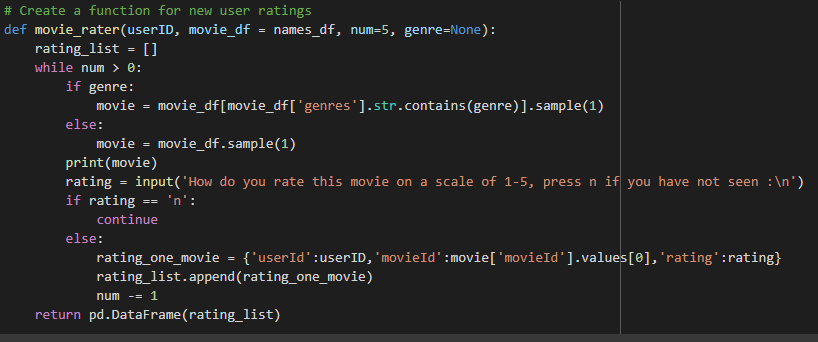 # Create a function for new user ratings
def movie_rater(userID, movie_df = names_df, num=5, genre=None):
    rating_list = []
    while num > 0:
        if genre:
            movie = movie_df[movie_df['genres'].str.contains(genre)].sample(1)
        else:
            movie = movie_df.sample(1)
        print(movie)
        rating = input('How do you rate this movie on a scale of 1-5, press n if you have not seen :\n')
        if rating == 'n':
            continue
        else:
            rating_one_movie = {'userId':userID,'movieId':movie['movieId'].values[0],'rating':rating}
            rating_list.append(rating_one_movie)
            num -= 1
    return pd.DataFrame(rating_list)